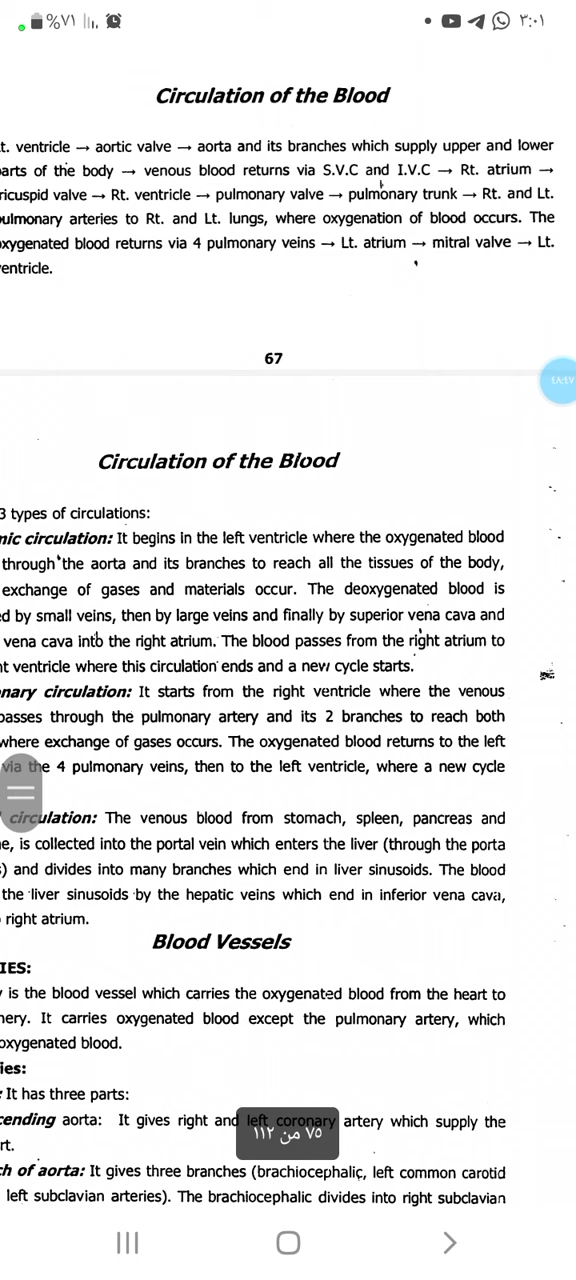 %٧١
٣:٠١
Circulation of the Blood
t. ventricle → aortic valve → aorta and its branches which supply upper and lower
arts of the body → venous blood returns via S.V.C and I.V.C → Rt. atrium →
ricuspid valve → Rt. ventricle → pulmonary valve → pulmonary trunk → Rt. and Lt.
ulmonary arteries to Rt. and Lt. lungs, where oxygenation of blood occurs. The
xygenated blood returns via 4 pulmonary veins → Lt. atrium → mitral valve → Lt.
entricle.
67
٤٨:٤٧
Circulation of the Blood
3 types of circulations:
nic circulation: It begins in the left ventricle where the oxygenated blood
through the aorta and its branches to reach all the tissues of the body,
exchange of gases and materials occur. The deoxygenated blood is
ed by small veins, then by large veins and finally by superior vena cava and
vena cava into the right atrium. The blood passes from the right atrium to
nt ventricle where this circulation ends and a new cycle starts.
nary circulation: It starts from the right ventricle where the venous
passes through the pulmonary artery and its 2 branches to reach both
where exchange of gases occurs. The oxygenated blood returns to the left
via the 4 pulmonary veins, then to the left ventricle, where a new cycle
circulation: The venous blood from stomach, spleen, pancreas and
e, is collected into the portal vein which enters the liver (through the porta
s) and divides into many branches which end in liver sinusoids. The blood
the liver sinusoids by the hepatic veins which end in inferior vena cava,
right atrium.
Blood Vessels
IES:
y is the blood vessel which carries the oxygenated blood from the heart to
hery. It carries oxygenated blood except the pulmonary artery, which
oxygenated blood.
ies:
: It has three parts:
cending aorta: It gives right and left coronary artery which supply the
rt.
٧٥ من ١١٢
ch of aorta: It gives three branches (brachiocephalic, left common carotid
left subclavian arteries). The brachiocephalic divides into right subclavian